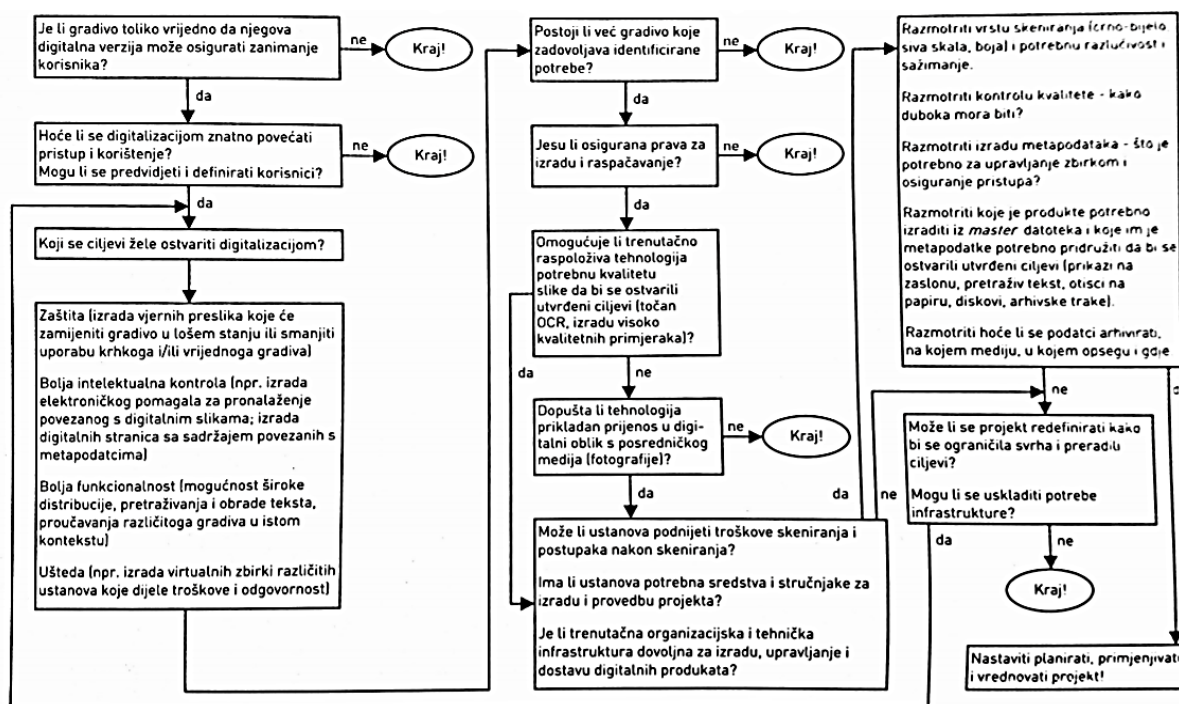 Je li gradivo toliko vrijedno da njegova
digitalna verzija može osigurati zanimanje
korisnika?
ne
Kraj!
da
Hoće li se digitalizacijom znatno povećati
pristup i korištenje?
Mogu li se predvidjeti i definirati korisnici?
ne
Kraj!
da
Koji se ciljevi žele ostvariti digitalizacijom?
Zaštita (izrada vjernih preslika koje će
zamijeniti gradivo u lošem stanju ili smanjiti
uporabu krhkoga i/ili vrijednoga gradiva)
Bolja intelektualna kontrola (npr. izrada
elektroničkog pomagala za pronalaženje
povezanog s digitalnim slikama; izrada
digitalnih stranica sa sadržajem povezanih s
metapodatcima)
Bolja funkcionalnost (mogućnost široke
distribucije, pretraživanja i obrade teksta,
proučavanja različitoga gradiva u istom
kontekstu)
Ušteda (npr. izrada virtualnih zbirki različitih
ustanova koje dijele troškove i odgovornost)
Postoji li već gradivo koje
zadovoljava identificirane
potrebe?
ne
Kraj!
da
Jesu li osigurana prava za
izradu i raspačavanje?
ne
Kraj!
da
Omogućuje li trenutačno
raspoloživa tehnologija
potrebnu kvalitetu
slike da bi se ostvarili
utvrđeni ciljevi (točan
OCR, izradu visoko
kvalitetnih primjeraka)?
da
ne
Dopušta li tehnologija
prikladan prijenos u digi-
talni oblik s posredničkog
medija (fotografije)?
ne
Kraj!
da
Može li ustanova podnijeti troškove skeniranja i
postupaka nakon skeniranja?
Ima li ustanova potrebna sredstva i stručnjake za
izradu i provedbu projekta?
Je li trenutačna organizacijska i tehnička
infrastruktura dovoljna za izradu, upravljanje i
dostavu digitalnih produkata?
da
ne
Razmotriti vrstu skeniranja (crno-bijelo,
siva skala, boja) i potrebnu razlučivost i
sažimanje.
Razmotriti kontrolu kvalitete - kako
duboka mora biti?
Razmotriti izradu metapodataka - što je
potrebno za upravljanje zbirkom i
osiguranje pristupa?
Razmotriti koje je produkte potrebno
izraditi iz master datoteka i koje im je
metapodatke potrebno pridružiti da bi se
ostvarili utvrđeni ciljevi (prikazi na
zaslonu, pretraživ tekst, otisci na
papiru, diskovi, arhivske trake).
Razmotriti hoće li se podatci arhivirati,
na kojem mediju, u kojem opsegu i gdje
ne
Može li se projekt redefinirati kako
bi se ograničila svrha i preradili
ciljevi?
Mogu li se uskladiti potrebe
infrastrukture?
da
ne
Kraj!
Nastaviti planirati, primjenjivat
i vrednovati projekt!